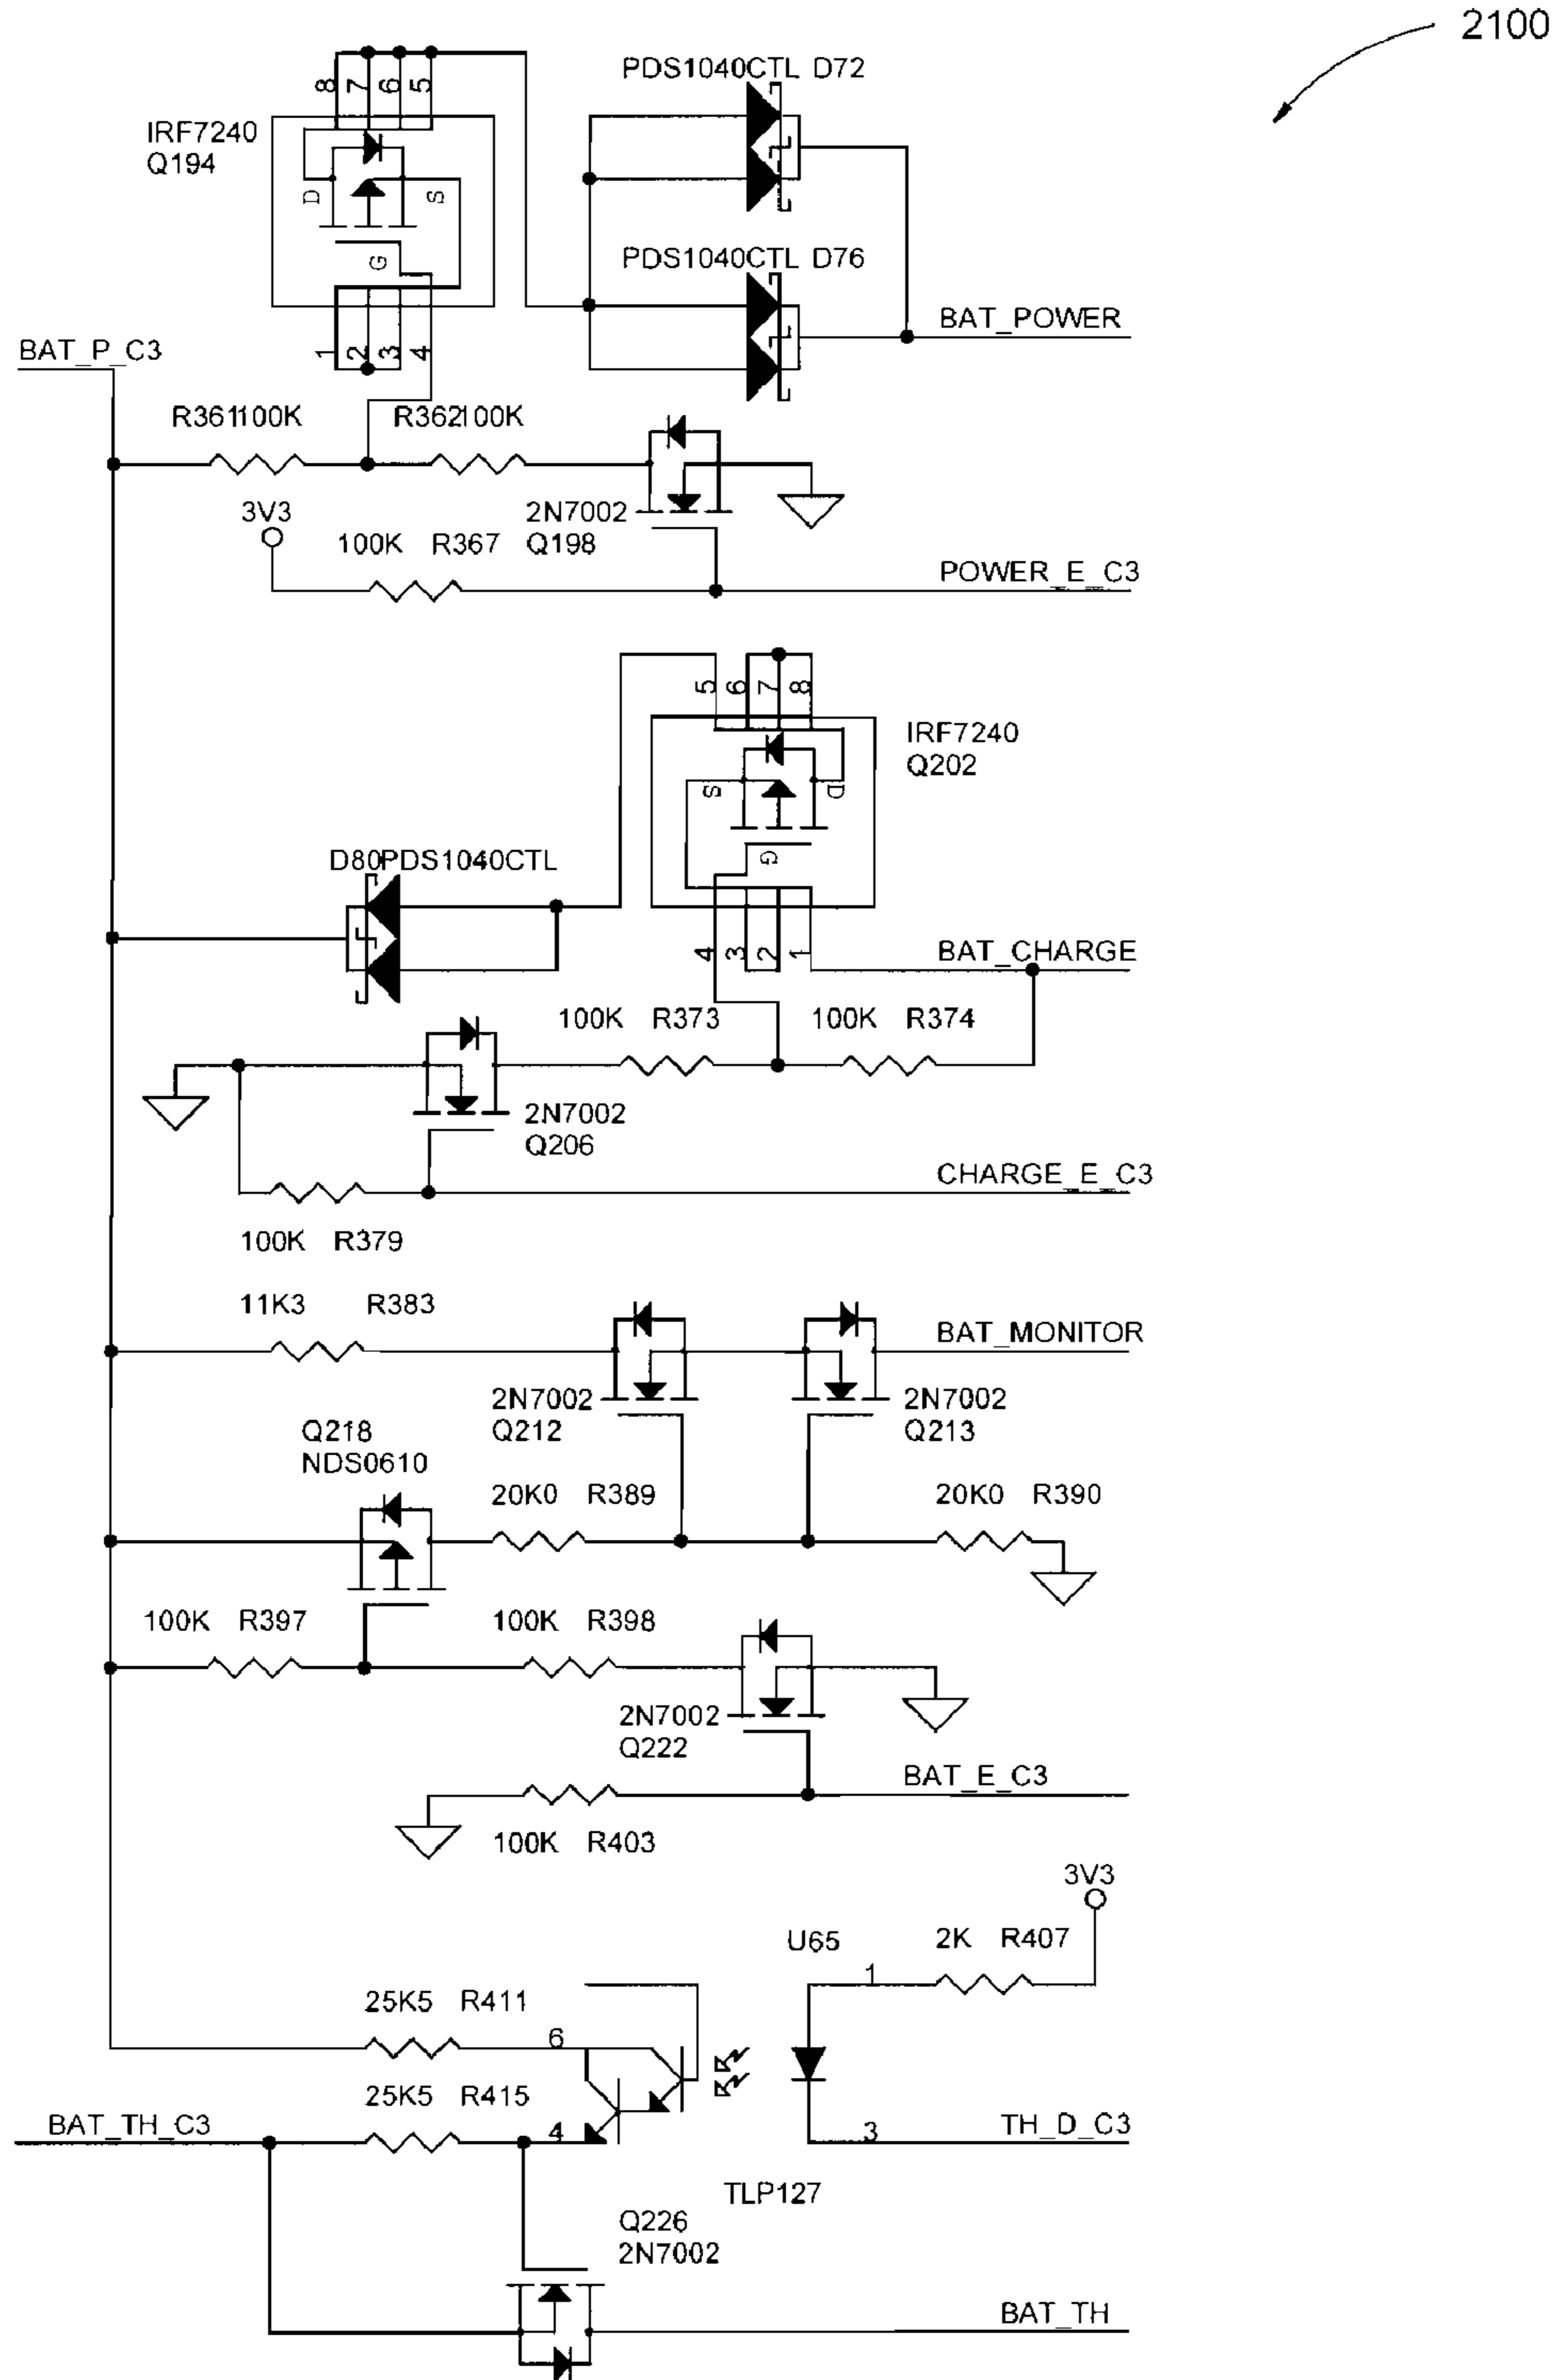 2100
PDS1040CTL D72
8 7 6 5
IRF7240
Q194
D S
G
PDS1040CTL D76
BAT_POWER
BAT_P_C3
1 2 3 4
R361100K R362100K
3V3
2N7002
Q198
100K R367
POWER_E_C3
5 6 7 8
IRF7240
Q202
S D
G
D80PDS1040CTL
4 3 2 1
BAT_CHARGE
100K R373 100K R374
2N7002
Q206
CHARGE_E_C3
100K R379
11K3 R383
BAT_MONITOR
2N7002
Q212
2N7002
Q213
Q218
NDS0610
20K0 R389 20K0 R390
100K R397 100K R398
2N7002
Q222
BAT_E_C3
100K R403
3V3
U65 2K R407
1
25K5 R411
6
25K5 R415
BAT_TH_C3 4 3 TH_D_C3
TLP127
Q226
2N7002
BAT_TH